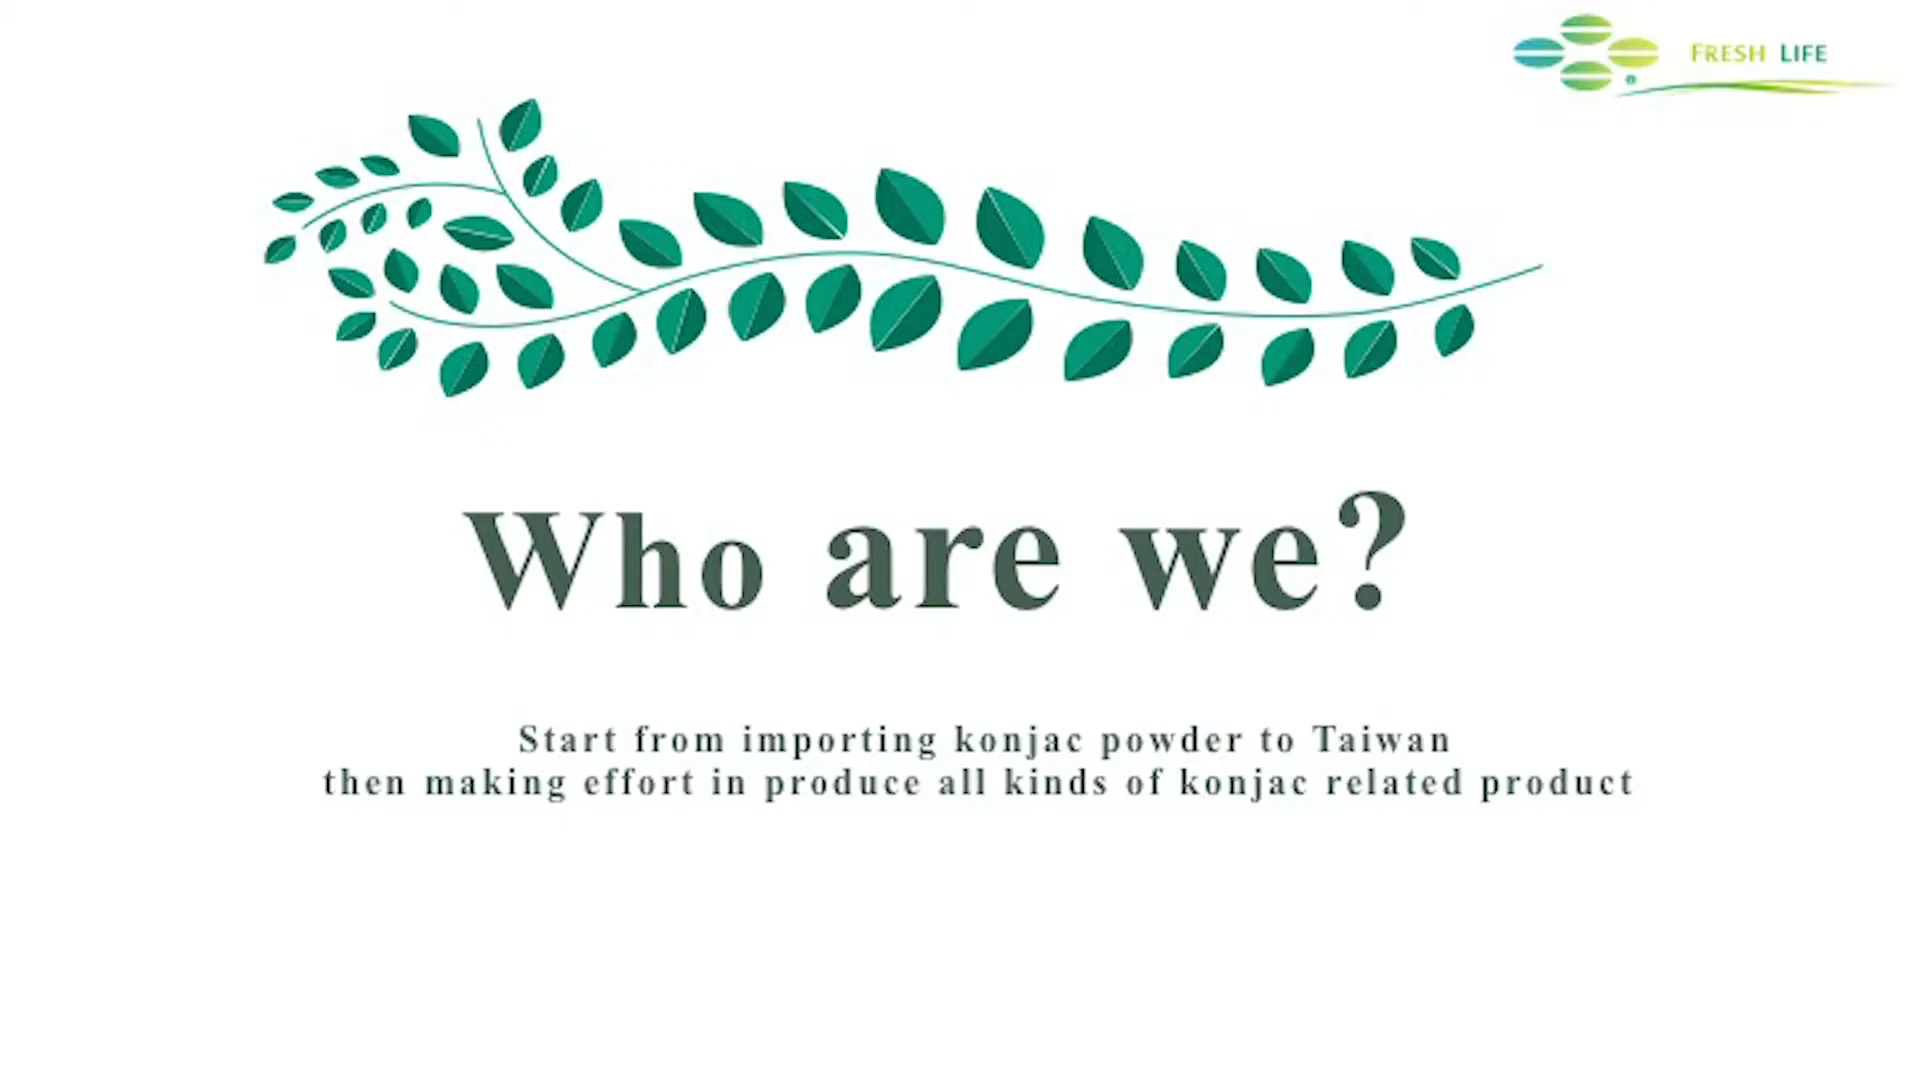 FRESH LIFE
Who are we?
Start from importing konjac powder to Taiwan
then making effort in produce all kinds of konjac related product